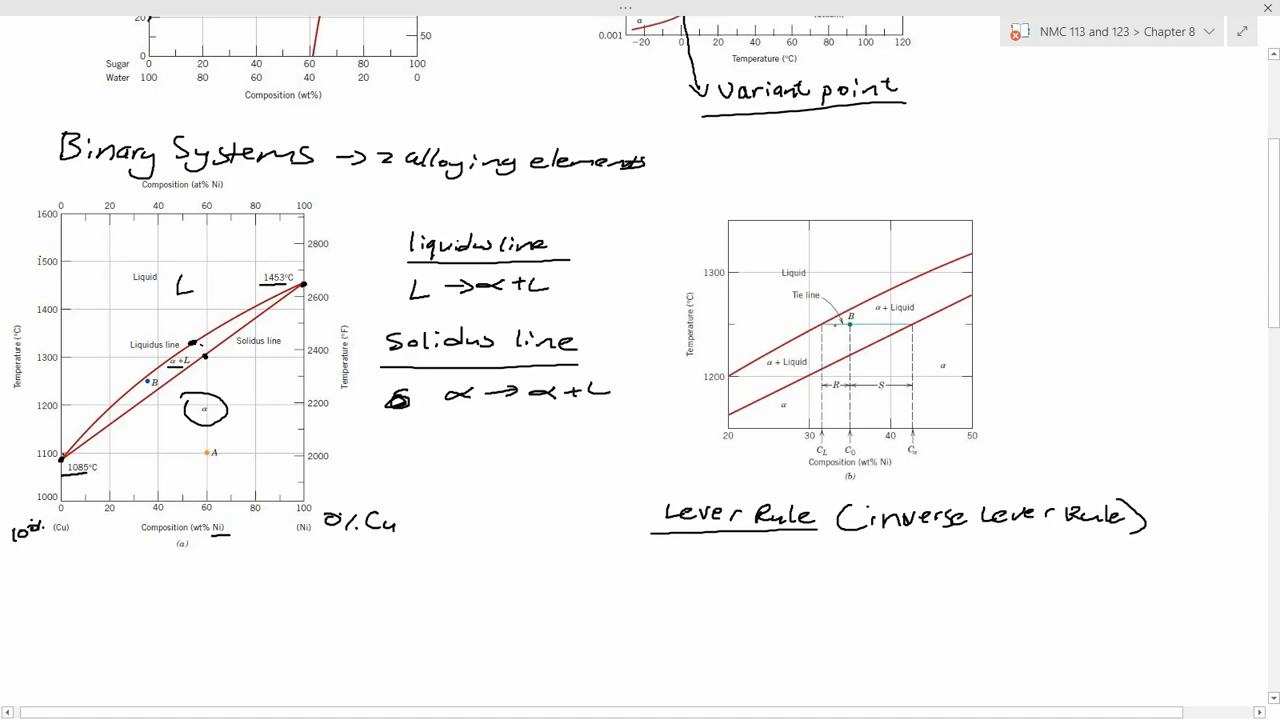 NMC 113 and 123 > Chapter 8
20
0
50
Sugar 0 20 40 60 80 100
Water 100 80 60 40 20 0
Composition (wt%)
α
0.001
−20 0 20 40 60 80 100 120
Temperature (°C)
variant point
Binary Systems → 2 alloying elements
Composition (at% Ni)
0 20 40 60 80 100
1600
1500
1400
1300
1200
1100
1000
2800
2600
2400
2200
2000
Temperature (°C)
Temperature (°F)
Liquid
L
1453°C
Liquidus line
Solidus line
α + L
B
α
A
1085°C
0 20 40 60 80 100
(Cu) Composition (wt% Ni) (Ni)
0% Cu
(a)
liquidus line
L → α + L
Solidus line
α → α + L
1300
1200
Temperature (°C)
Liquid
Tie line
B
α + Liquid
α + Liquid
α
α
R S
20 30 40 50
C_L C_0 C_α
Composition (wt% Ni)
(b)
Lever Rule (inverse Lever Rule)